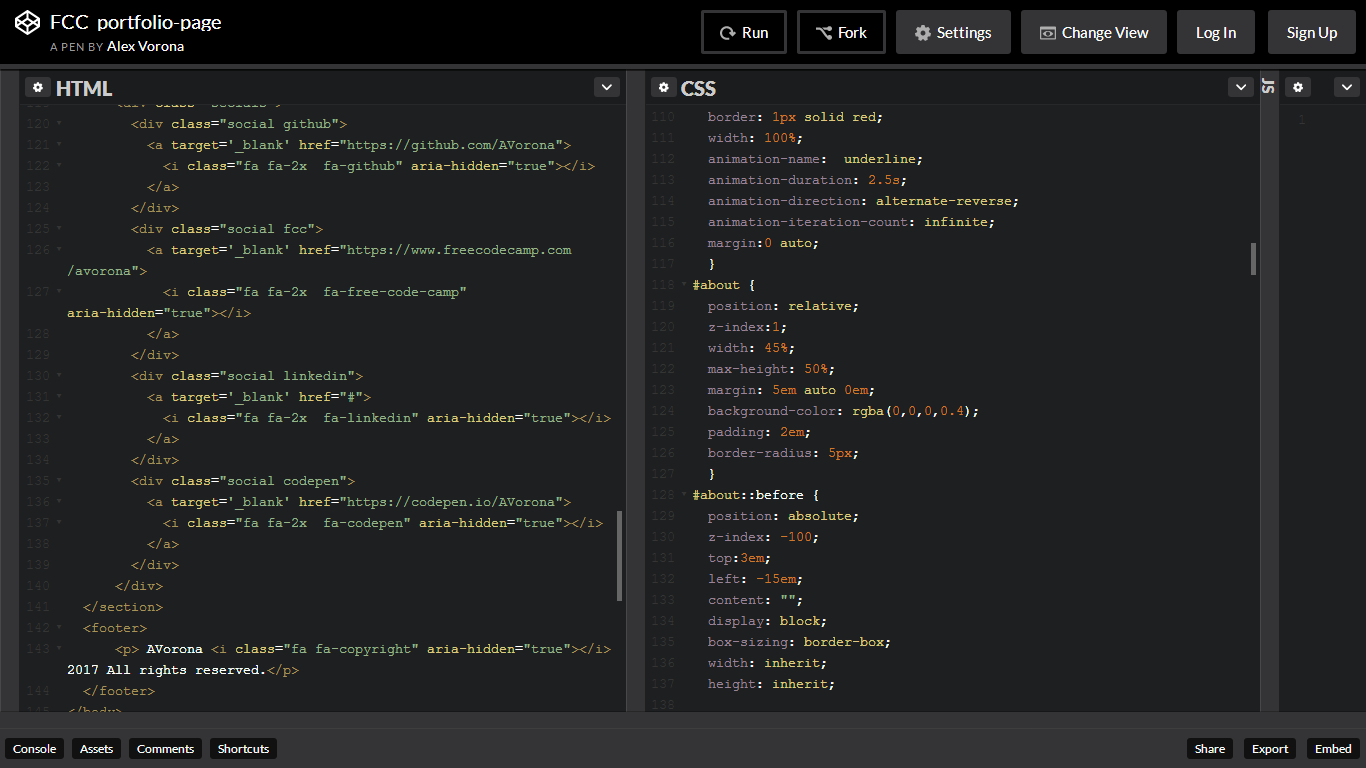 FCC portfolio-page
A PEN BY Alex Vorona
Run
Fork
Settings
Change View
Log In
Sign Up
HTML
120 <div class="social github">
121 <a target='_blank' href="https://github.com/AVorona">
122 <i class="fa fa-2x  fa-github" aria-hidden="true"></i>
123 </a>
124 </div>
125 <div class="social fcc">
126 <a target='_blank' href="https://www.freecodecamp.com
/avorona">
127 <i class="fa fa-2x  fa-free-code-camp"
aria-hidden="true"></i>
128 </a>
129 </div>
130 <div class="social linkedin">
131 <a target='_blank' href="#">
132 <i class="fa fa-2x  fa-linkedin" aria-hidden="true"></i>
133 </a>
134 </div>
135 <div class="social codepen">
136 <a target='_blank' href="https://codepen.io/AVorona">
137 <i class="fa fa-2x  fa-codepen" aria-hidden="true"></i>
138 </a>
139 </div>
140 </div>
141 </section>
142 <footer>
143 <p> AVorona <i class="fa fa-copyright" aria-hidden="true"></i>
2017 All rights reserved.</p>
144 </footer>
145 </body>
CSS
110 border: 1px solid red;
111 width: 100%;
112 animation-name:  underline;
113 animation-duration: 2.5s;
114 animation-direction: alternate-reverse;
115 animation-iteration-count: infinite;
116 margin:0 auto;
117 }
118 #about {
119 position: relative;
120 z-index:1;
121 width: 45%;
122 max-height: 50%;
123 margin: 5em auto 0em;
124 background-color: rgba(0,0,0,0.4);
125 padding: 2em;
126 border-radius: 5px;
127 }
128 #about::before {
129 position: absolute;
130 z-index: -100;
131 top:3em;
132 left: -15em;
133 content: "";
134 display: block;
135 box-sizing: border-box;
136 width: inherit;
137 height: inherit;
138
JS
1
Console
Assets
Comments
Shortcuts
Share
Export
Embed